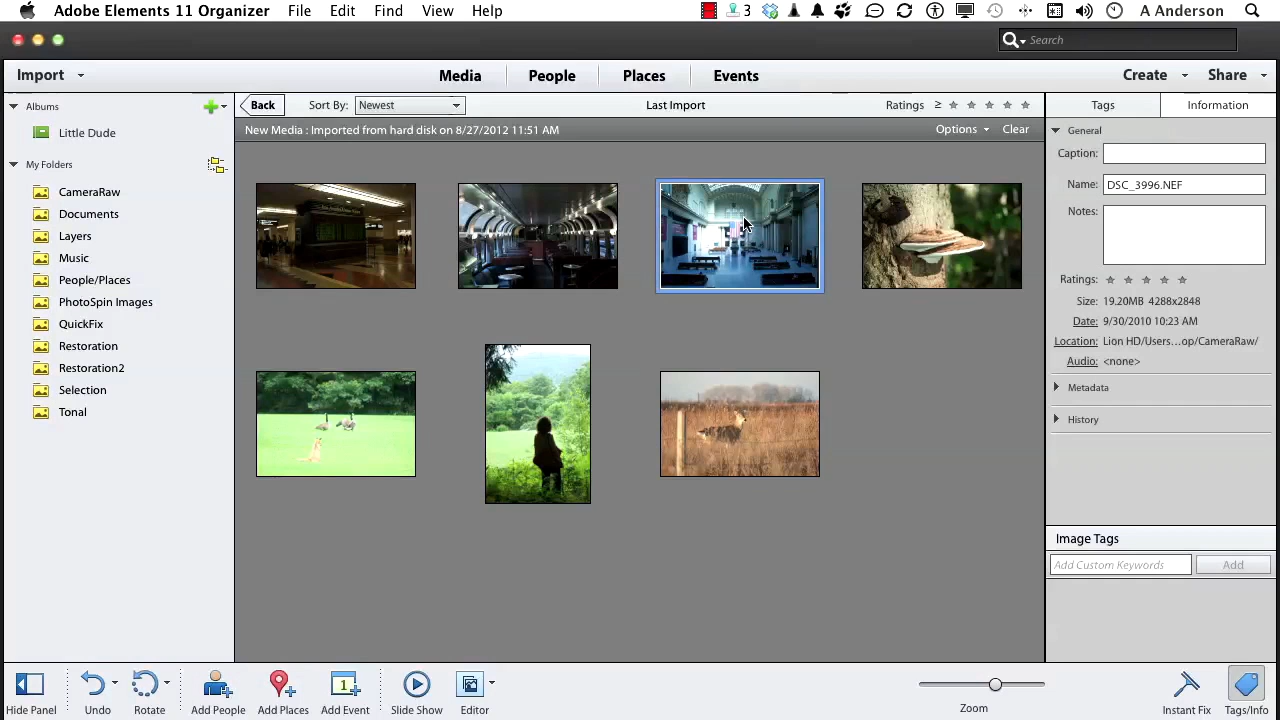 Adobe Elements 11 Organizer File Edit Find View Help 3 A Anderson
Search
Import Media People Places Events Create Share
Albums
Little Dude
My Folders
CameraRaw
Documents
Layers
Music
People/Places
PhotoSpin Images
QuickFix
Restoration
Restoration2
Selection
Tonal
Back Sort By: Newest Last Import Ratings ≥
New Media : Imported from hard disk on 8/27/2012 11:51 AM Options Clear
Tags Information
General
Caption:
Name: DSC_3996.NEF
Notes:
Ratings:
Size: 19.20MB 4288x2848
Date: 9/30/2010 10:23 AM
Location: Lion HD/Users...op/CameraRaw/
Audio: <none>
Metadata
History
Image Tags
Add Custom Keywords Add
Hide Panel Undo Rotate Add People Add Places 1 Add Event Slide Show Editor Zoom Instant Fix Tags/Info